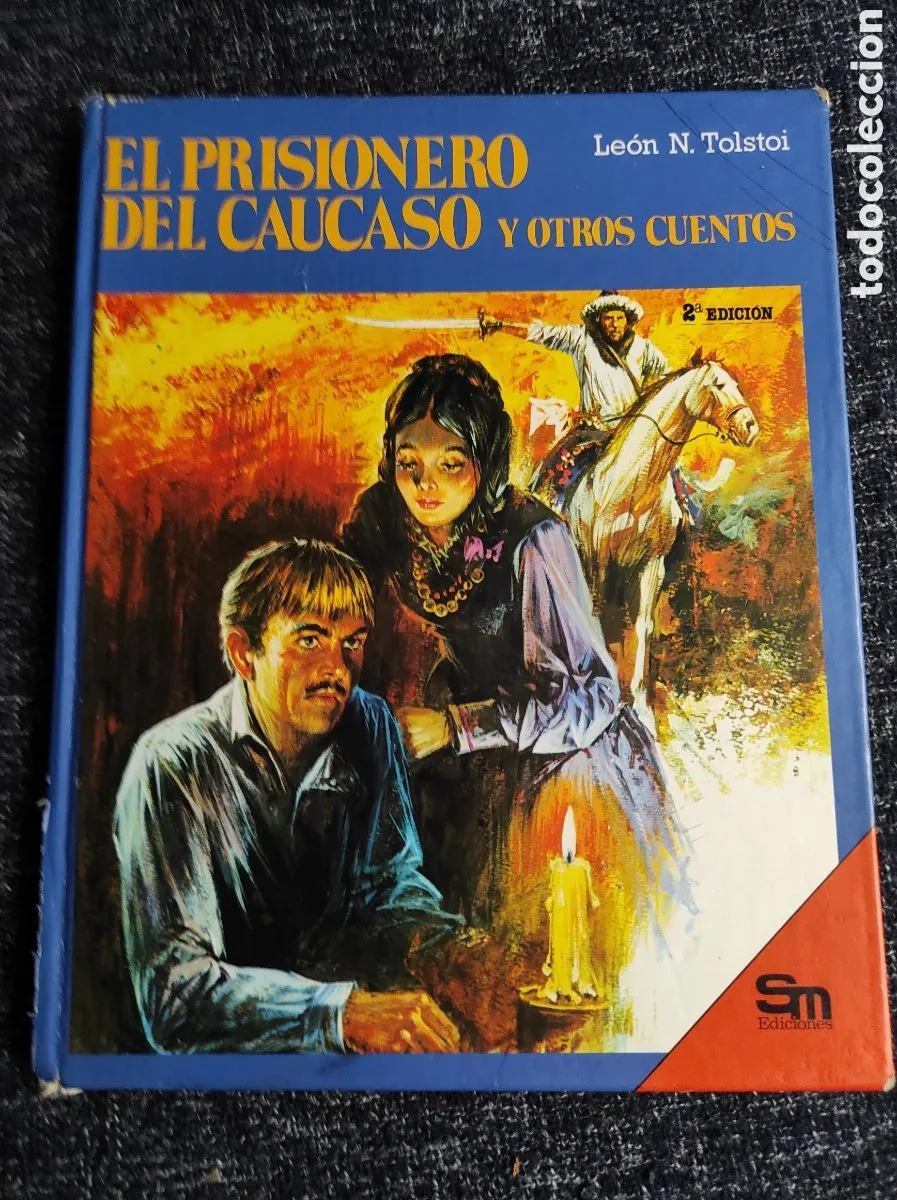 EL PRISIONERO
León N. Tolstoi
DEL CAUCASO Y OTROS CUENTOS
2ª EDICIÓN
SM
Ediciones
todocoleccion